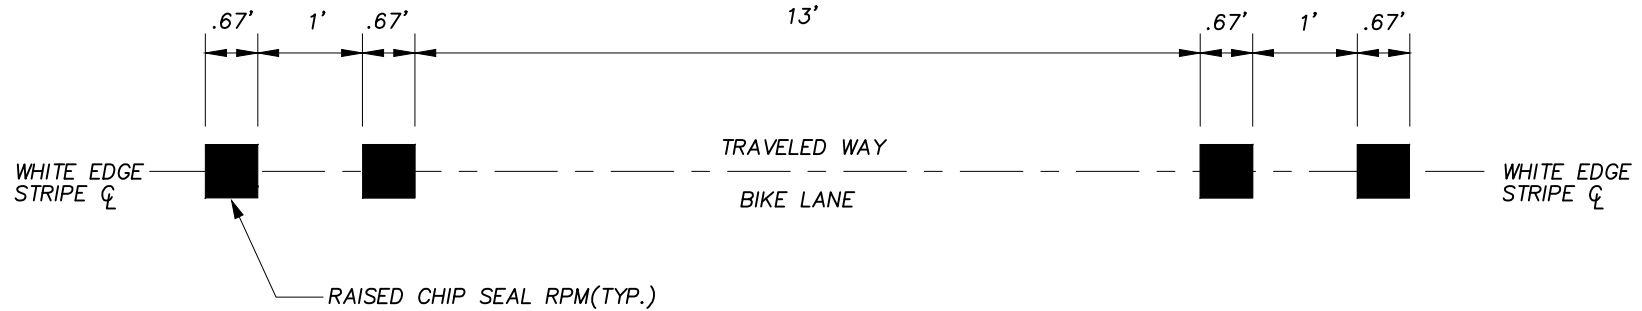 .67' 1' .67' 13' .67' 1' .67'
TRAVELED WAY
WHITE EDGE
STRIPE ℄
BIKE LANE
WHITE EDGE
STRIPE ℄
RAISED CHIP SEAL RPM(TYP.)